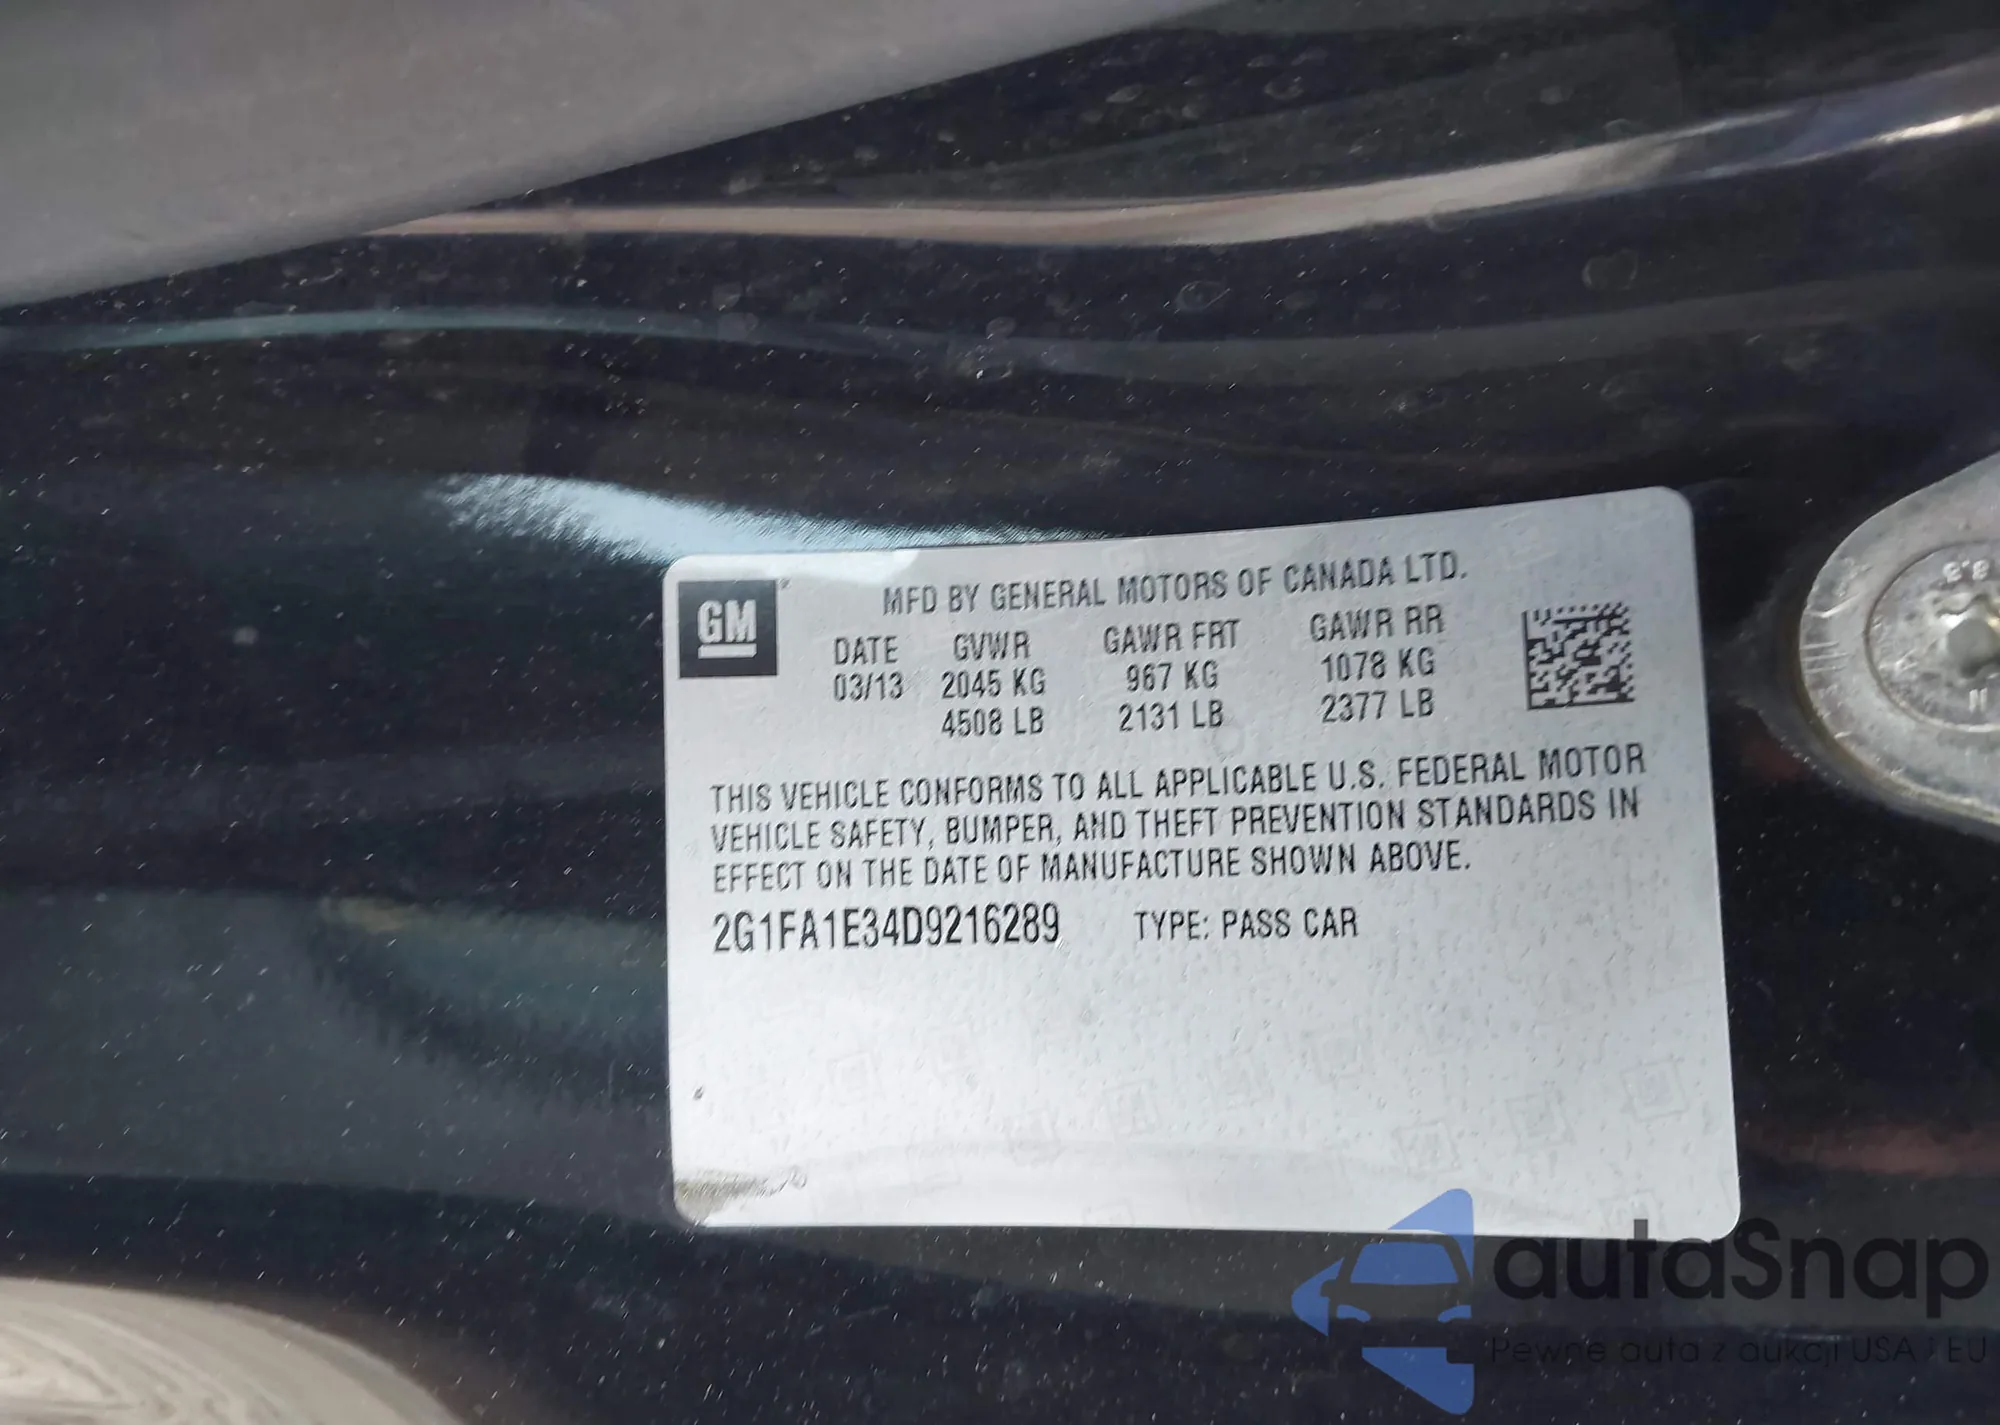 GM
MFD BY GENERAL MOTORS OF CANADA LTD.
DATE GVWR GAWR FRT GAWR RR
03/13 2045 KG 967 KG 1078 KG
4508 LB 2131 LB 2377 LB
THIS VEHICLE CONFORMS TO ALL APPLICABLE U.S. FEDERAL MOTOR
VEHICLE SAFETY, BUMPER, AND THEFT PREVENTION STANDARDS IN
EFFECT ON THE DATE OF MANUFACTURE SHOWN ABOVE.
2G1FA1E34D9216289 TYPE: PASS CAR
8.8
N
autaSnap
Pewne auta z aukcji USA i EU